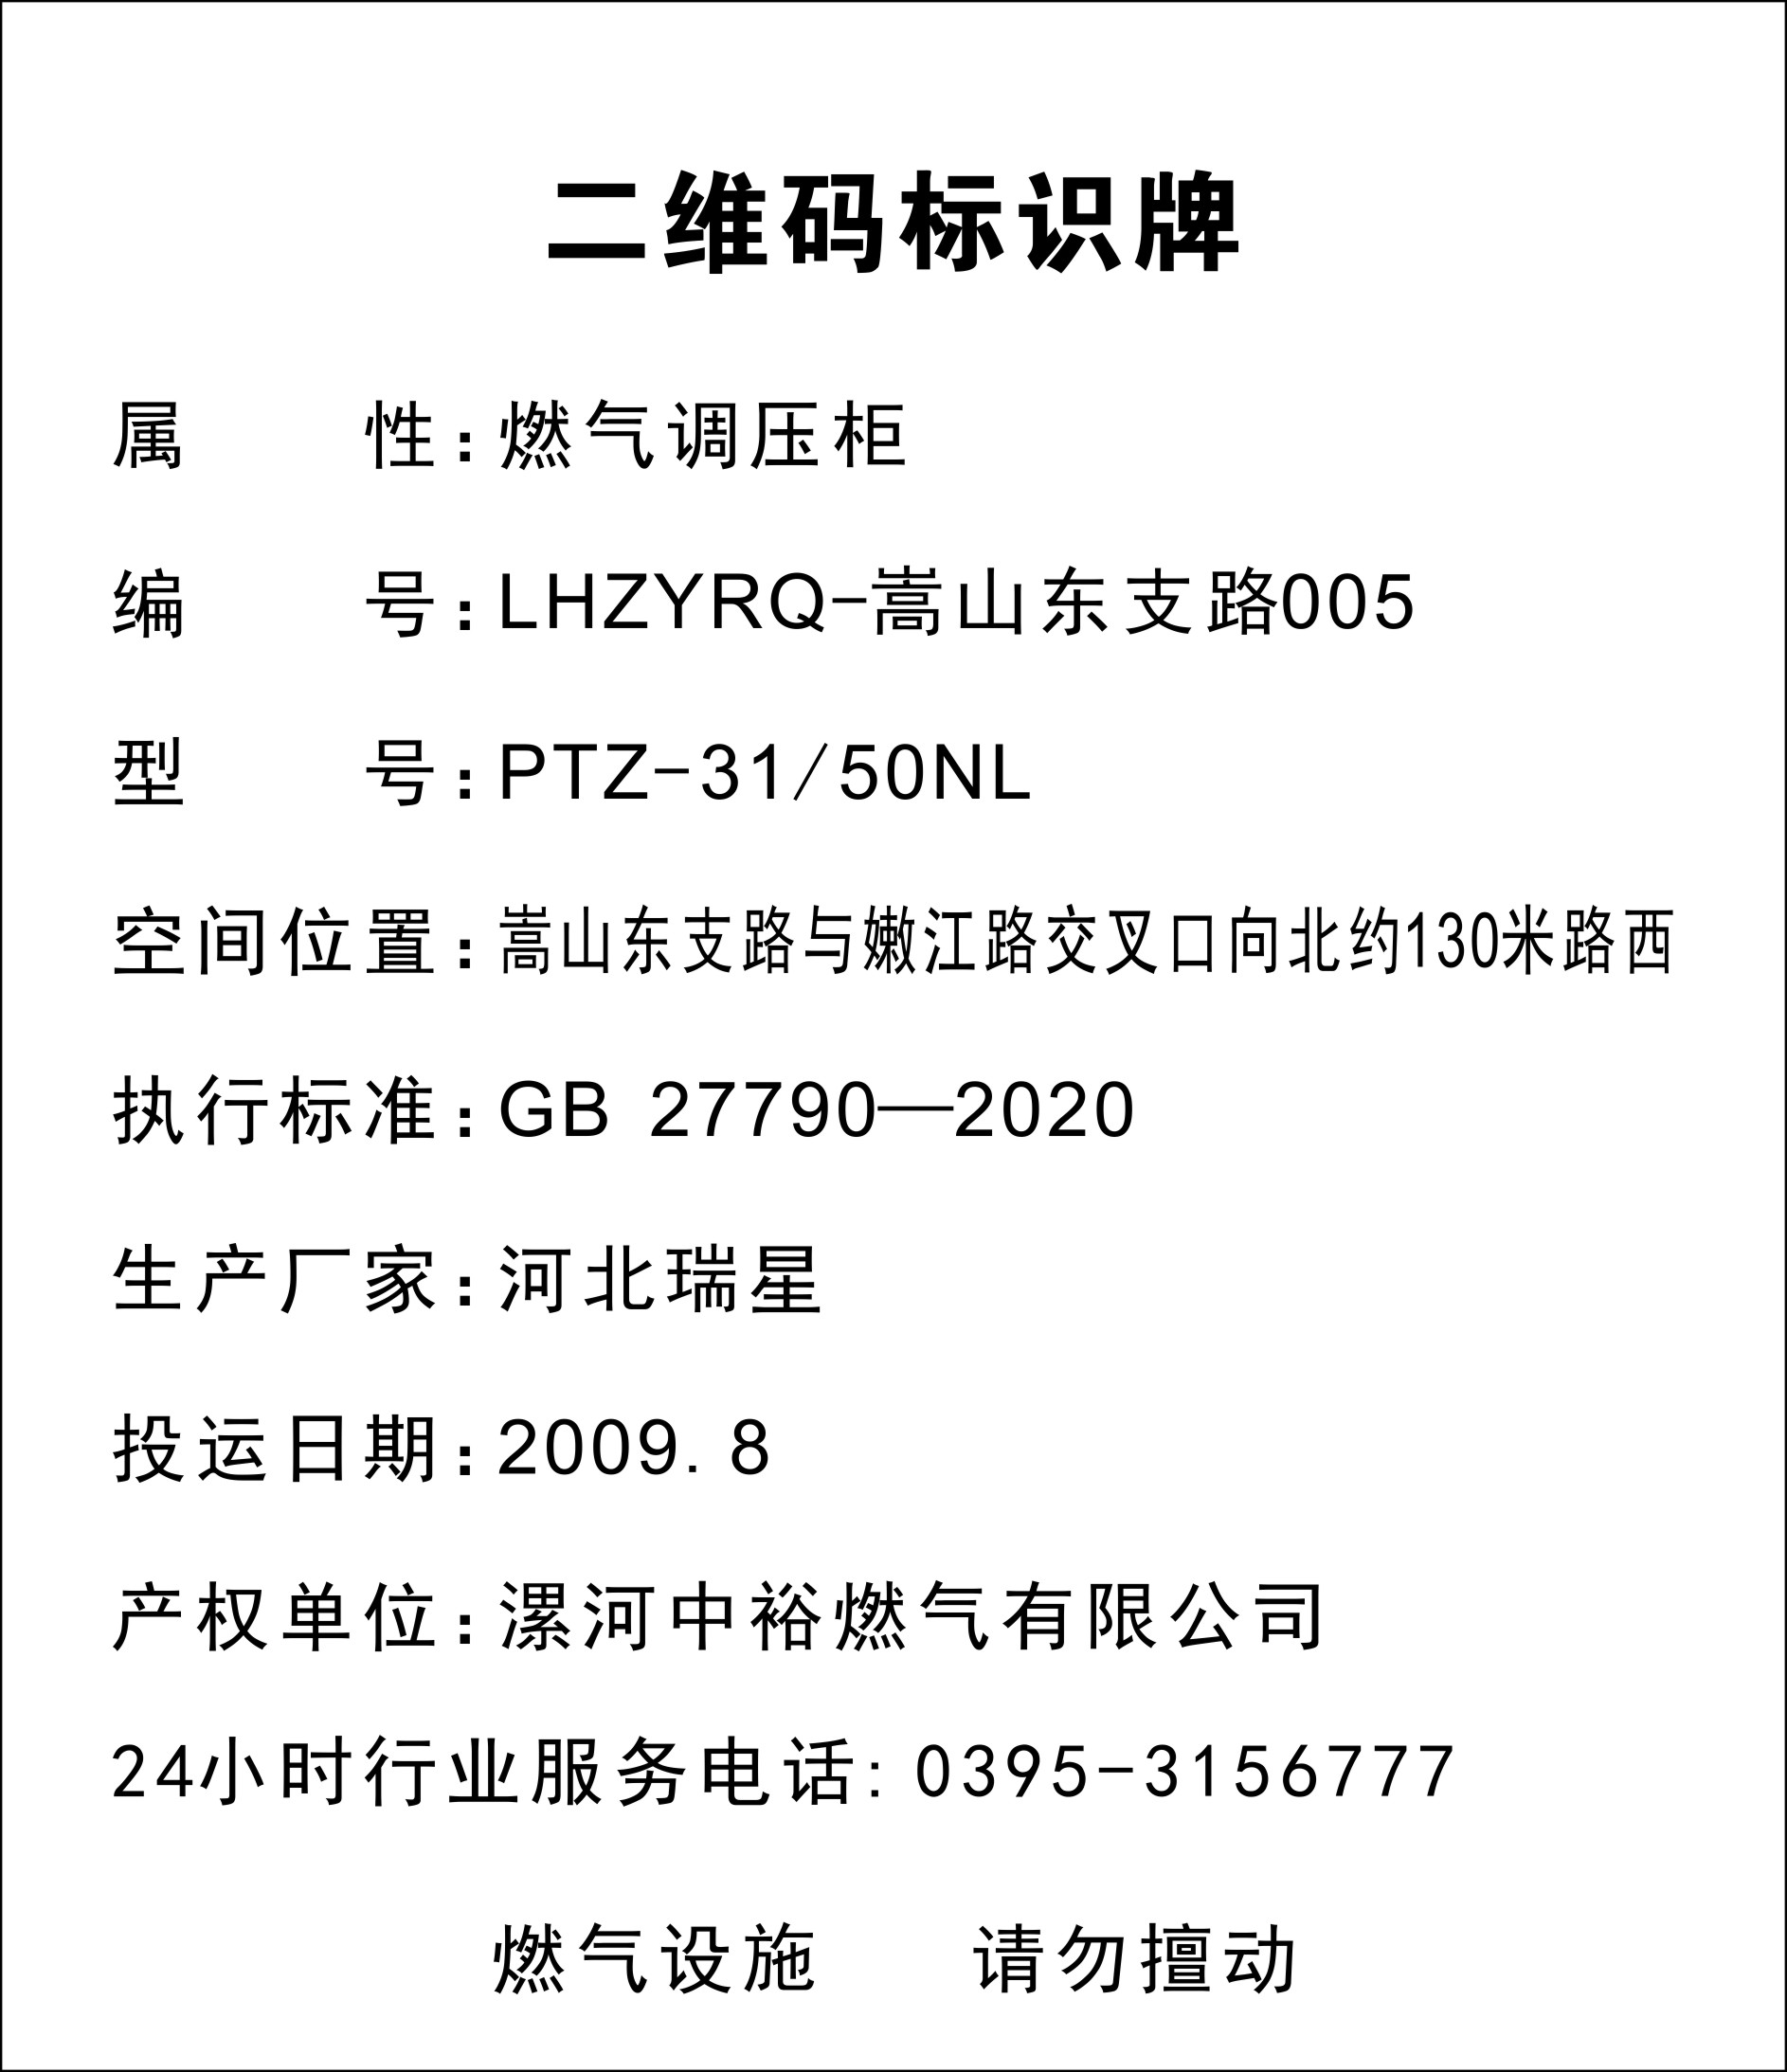 二维码标识牌
属 性:燃气调压柜
编 号:LHZYRQ-嵩山东支路005
型 号:PTZ-31/50NL
空间位置:嵩山东支路与嫩江路交叉口向北约130米路西
执行标准:GB 27790—2020
生产厂家:河北瑞星
投运日期:2009.8
产权单位:漯河中裕燃气有限公司
24小时行业服务电话:0395-3156777
燃气设施 请勿擅动